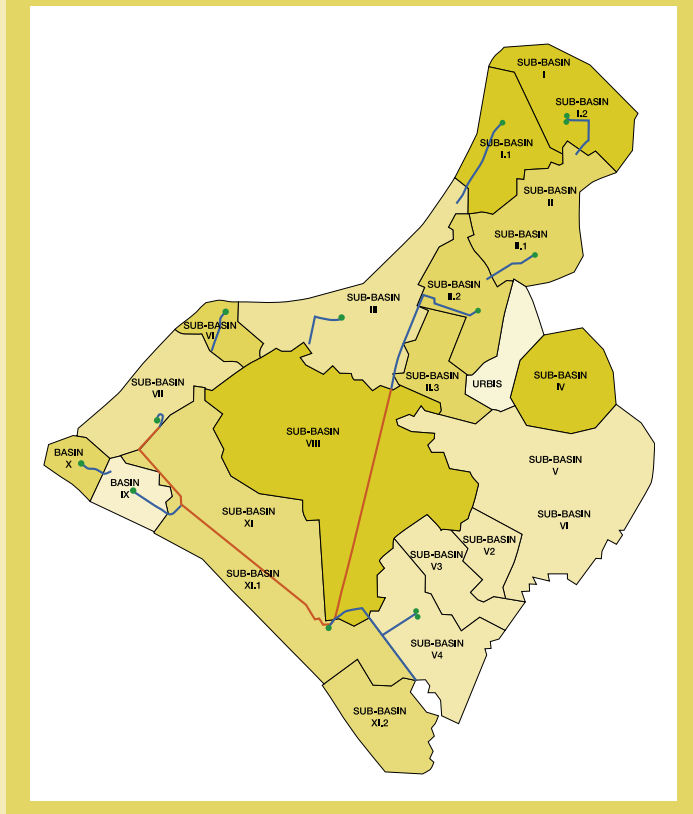 SUB-BASIN
I
SUB-BASIN
I.2
SUB-BASIN
I.1
SUB-BASIN
II
SUB-BASIN
II.1
SUB-BASIN
II.2
SUB-BASIN
III
SUB-BASIN
VI
SUB-BASIN
II.3
URBIS
SUB-BASIN
IV
SUB-BASIN
VII
SUB-BASIN
VIII
BASIN
X
BASIN
IX
SUB-BASIN
V
SUB-BASIN
XI
SUB-BASIN
VI
SUB-BASIN
V2
SUB-BASIN
V3
SUB-BASIN
XI.1
SUB-BASIN
V4
SUB-BASIN
XI.2